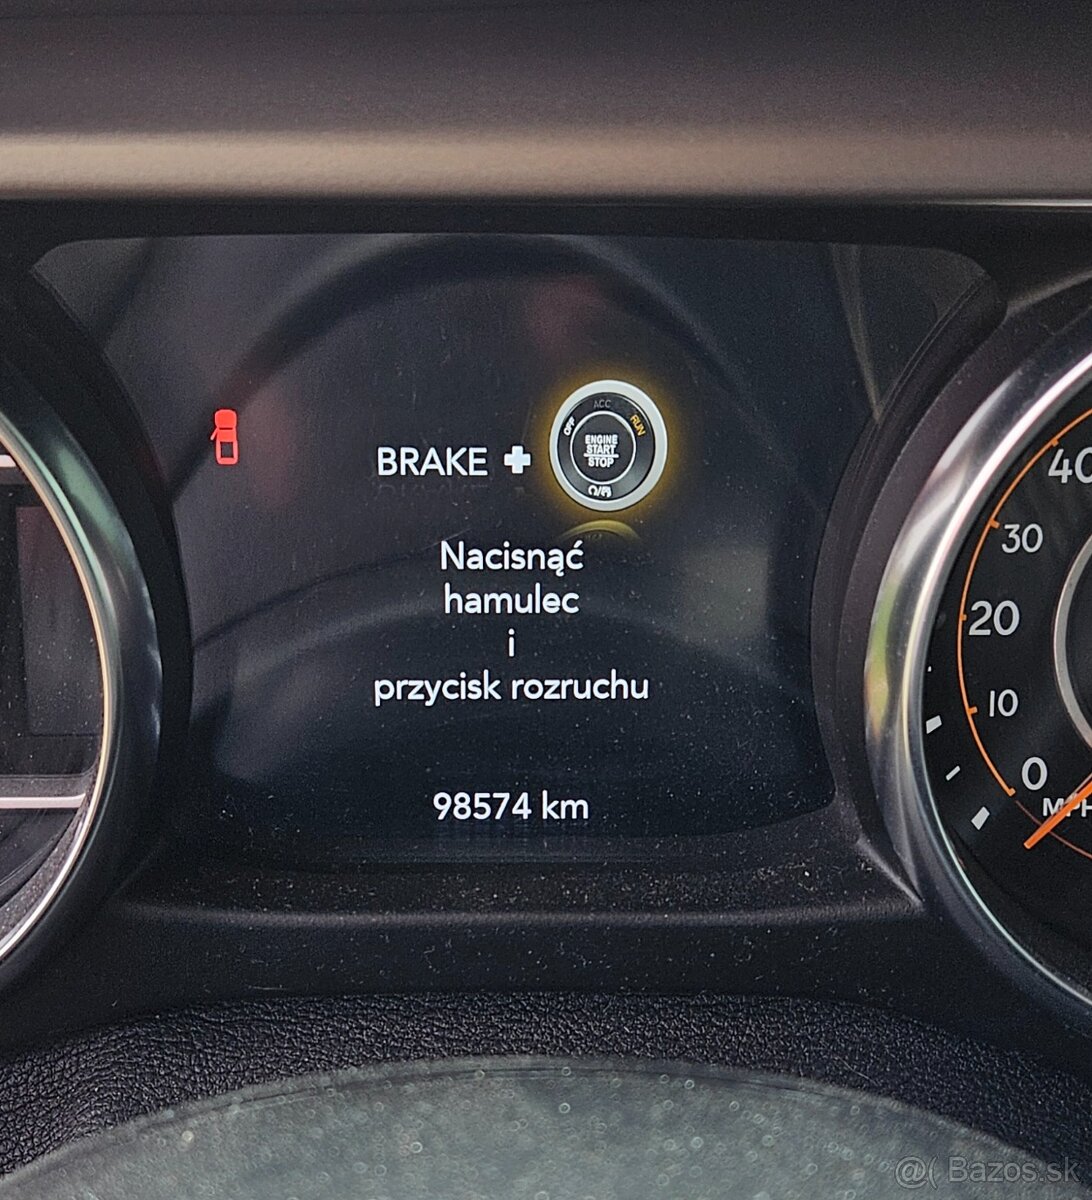 ACC
OFF
RUN
ENGINE
START
STOP
BRAKE +
Nacisnąć
hamulec
i
przycisk rozruchu
98574 km
40
30
20
10
0
MPH
@( Bazos.sk